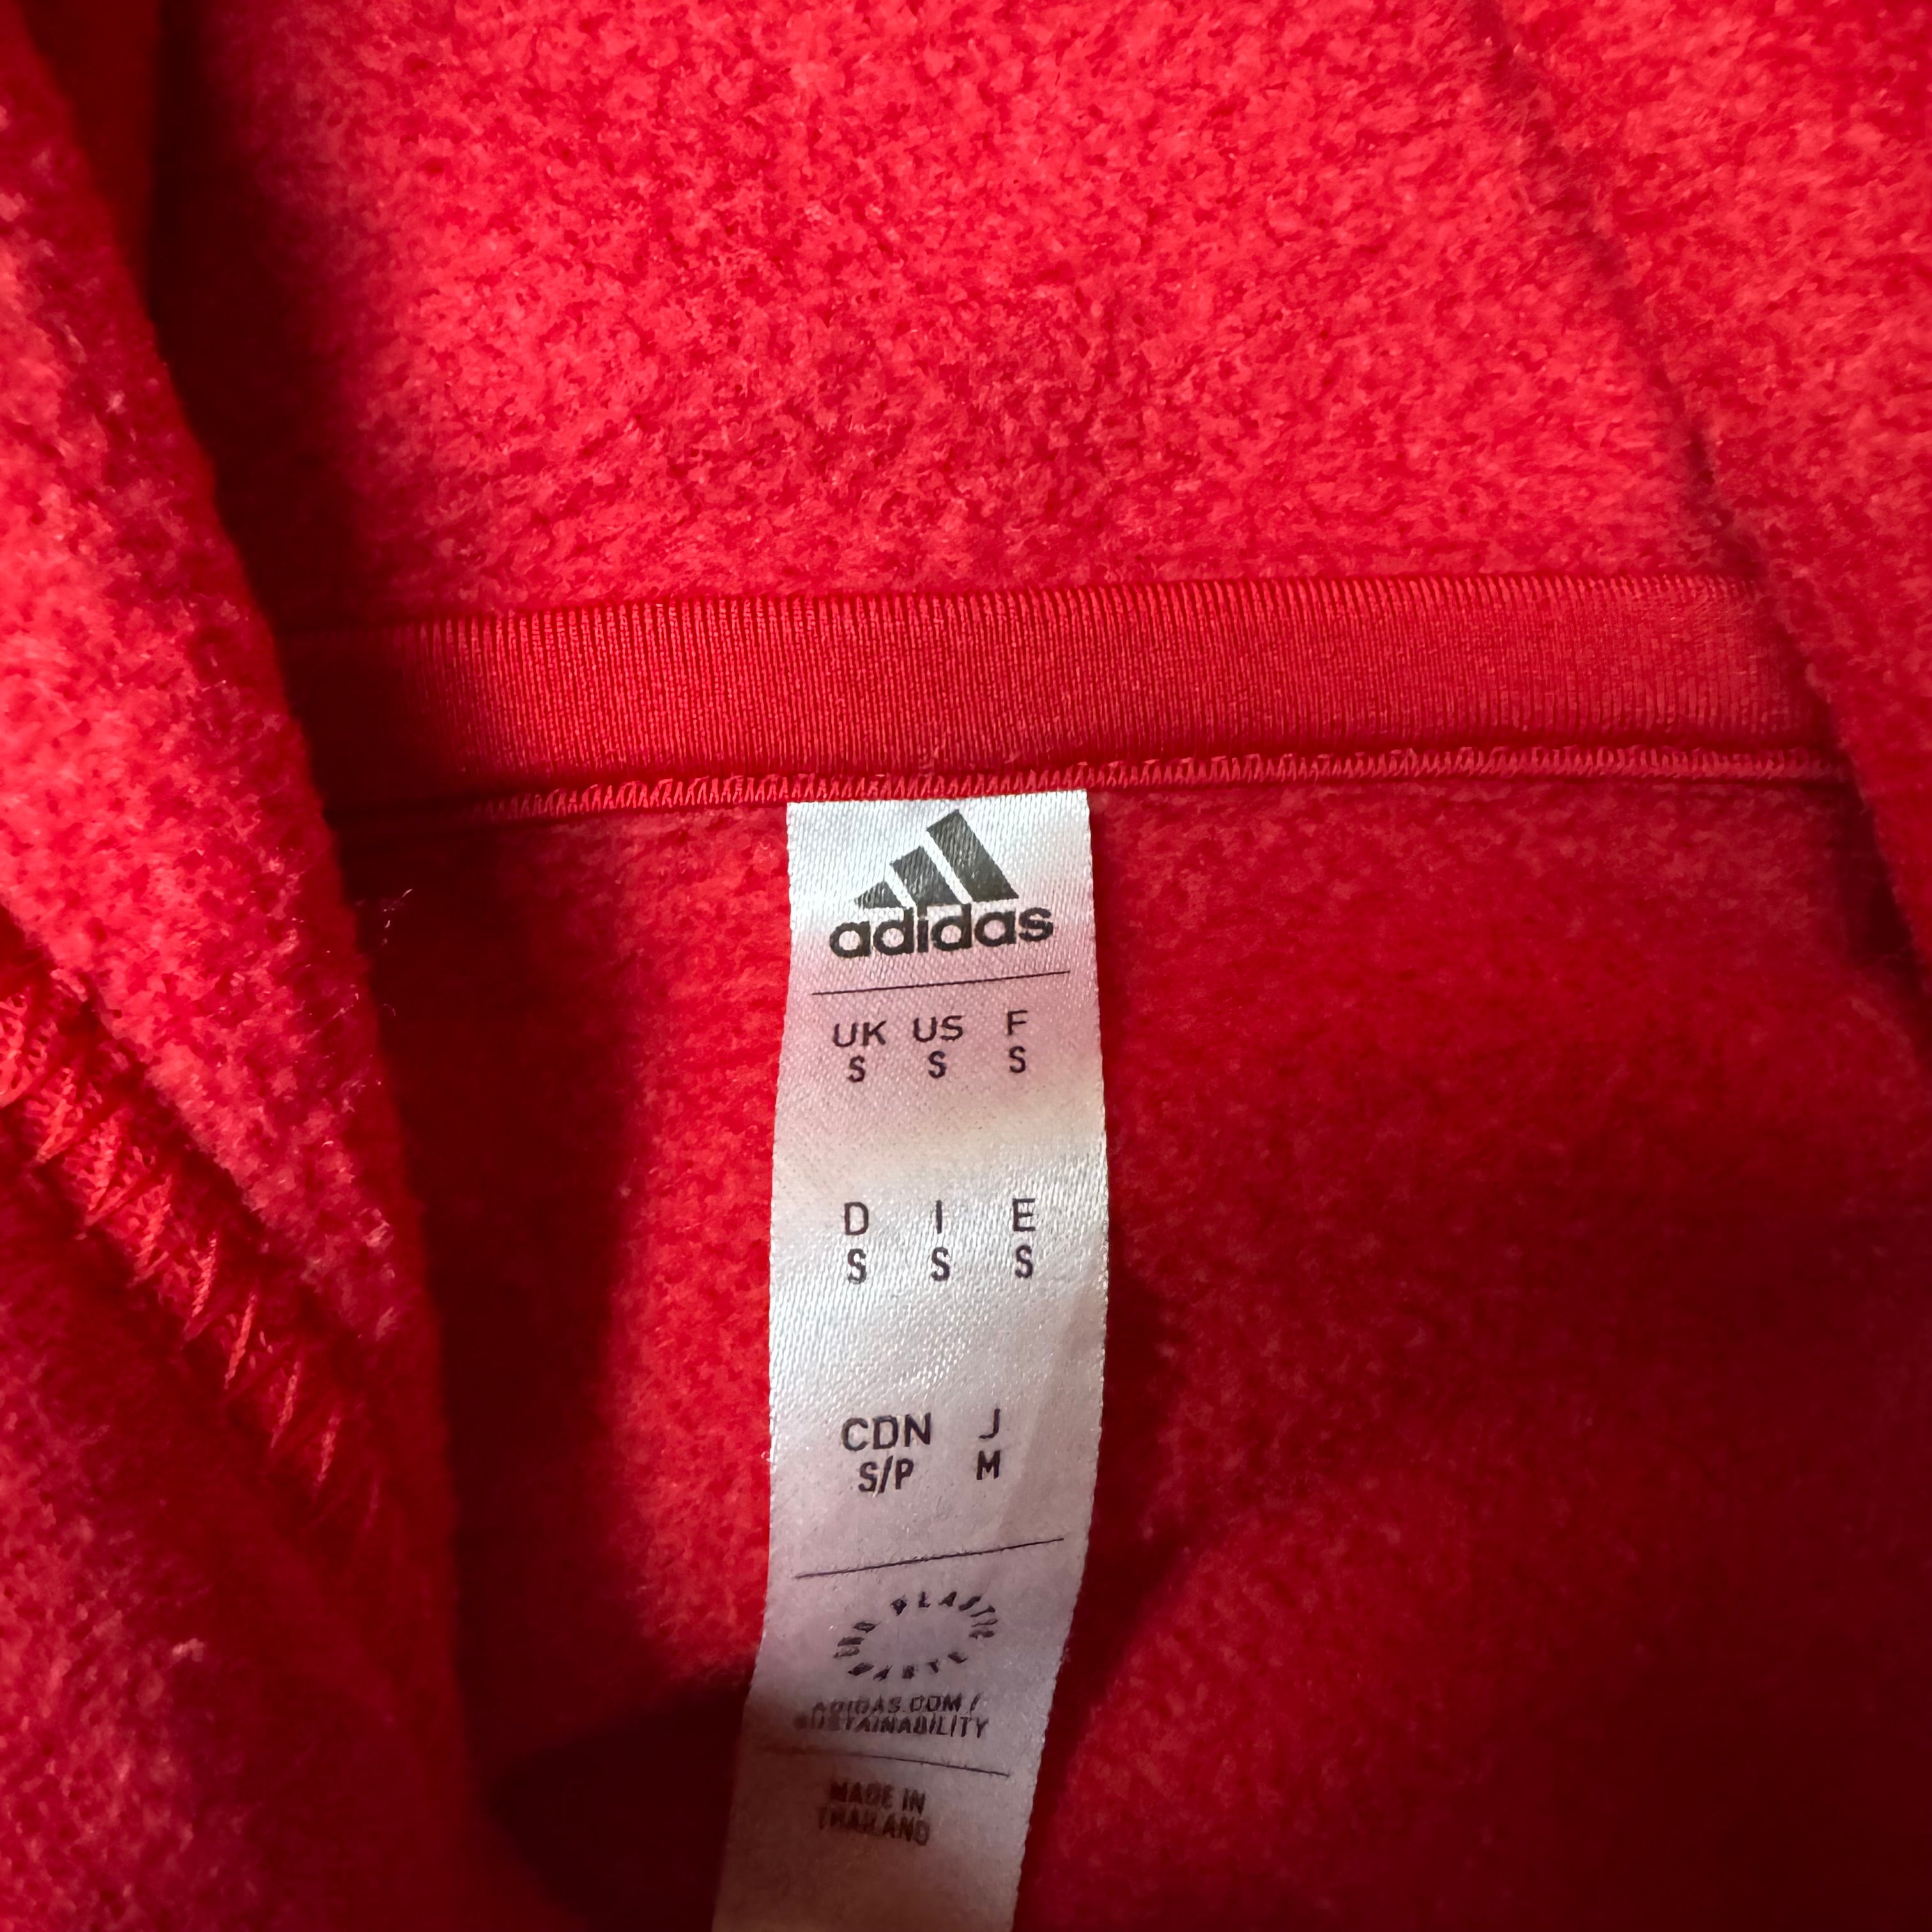 adidas
UK US F
S S S
D I E
S S S
CDN J
S/P M
END PLASTIC WASTE
ADIDAS.COM/
SUSTAINABILITY
MADE IN
THAILAND